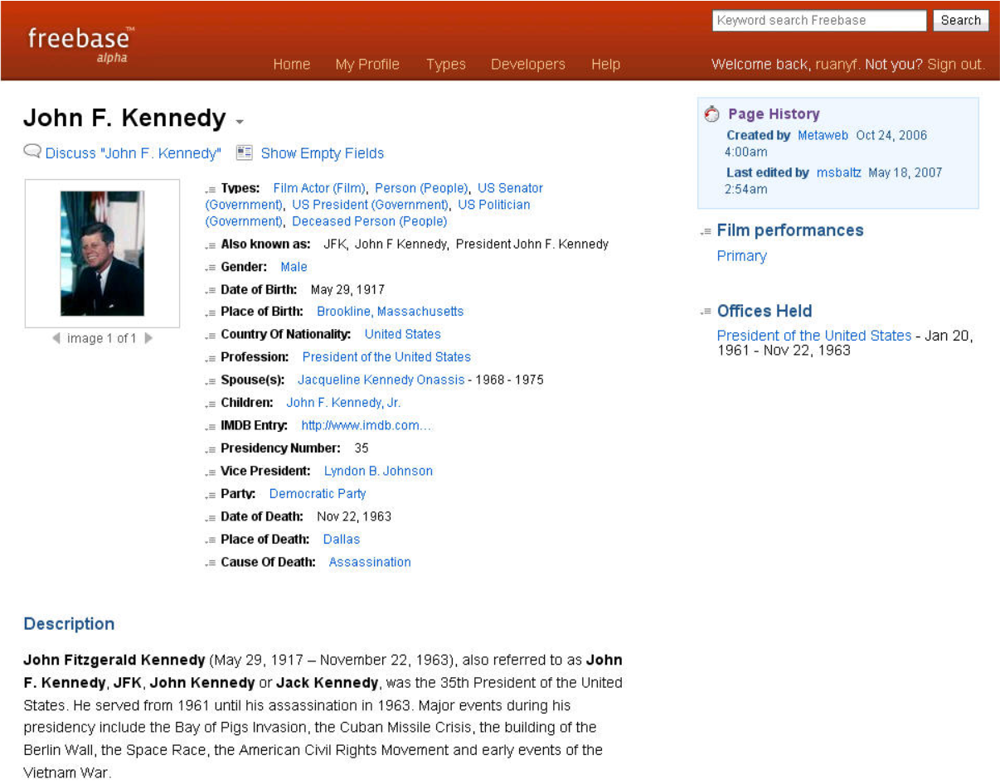 freebase™
alpha
Keyword search Freebase Search
Home My Profile Types Developers Help
Welcome back, ruanyf. Not you? Sign out.
John F. Kennedy
Discuss "John F. Kennedy" Show Empty Fields
image 1 of 1
Types: Film Actor (Film), Person (People), US Senator
(Government), US President (Government), US Politician
(Government), Deceased Person (People)
Also known as: JFK, John F Kennedy, President John F. Kennedy
Gender: Male
Date of Birth: May 29, 1917
Place of Birth: Brookline, Massachusetts
Country Of Nationality: United States
Profession: President of the United States
Spouse(s): Jacqueline Kennedy Onassis - 1968 - 1975
Children: John F. Kennedy, Jr.
IMDB Entry: http://www.imdb.com...
Presidency Number: 35
Vice President: Lyndon B. Johnson
Party: Democratic Party
Date of Death: Nov 22, 1963
Place of Death: Dallas
Cause Of Death: Assassination
Page History
Created by Metaweb Oct 24, 2006
4:00am
Last edited by msbaltz May 18, 2007
2:54am
Film performances
Primary
Offices Held
President of the United States - Jan 20,
1961 - Nov 22, 1963
Description
John Fitzgerald Kennedy (May 29, 1917 – November 22, 1963), also referred to as John
F. Kennedy, JFK, John Kennedy or Jack Kennedy, was the 35th President of the United
States. He served from 1961 until his assassination in 1963. Major events during his
presidency include the Bay of Pigs Invasion, the Cuban Missile Crisis, the building of the
Berlin Wall, the Space Race, the American Civil Rights Movement and early events of the
Vietnam War.